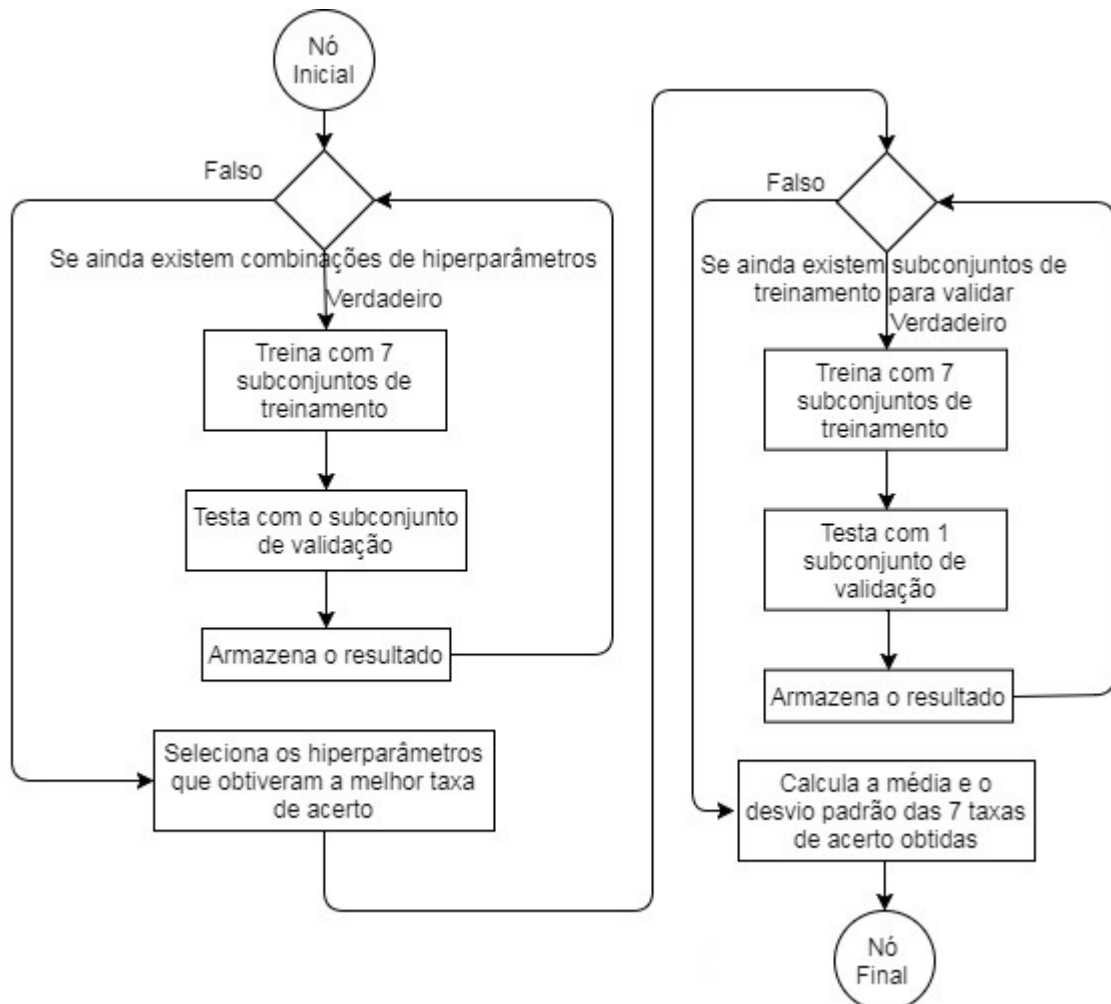 Nó
Inicial
Falso
Se ainda existem combinações de hiperparâmetros
Verdadeiro
Treina com 7
subconjuntos de
treinamento
Testa com o subconjunto
de validação
Armazena o resultado
Seleciona os hiperparâmetros
que obtiveram a melhor taxa
de acerto
Falso
Se ainda existem subconjuntos de
treinamento para validar
Verdadeiro
Treina com 7
subconjuntos de
treinamento
Testa com 1
subconjunto de
validação
Armazena o resultado
Calcula a média e o
desvio padrão das 7 taxas
de acerto obtidas
Nó
Final